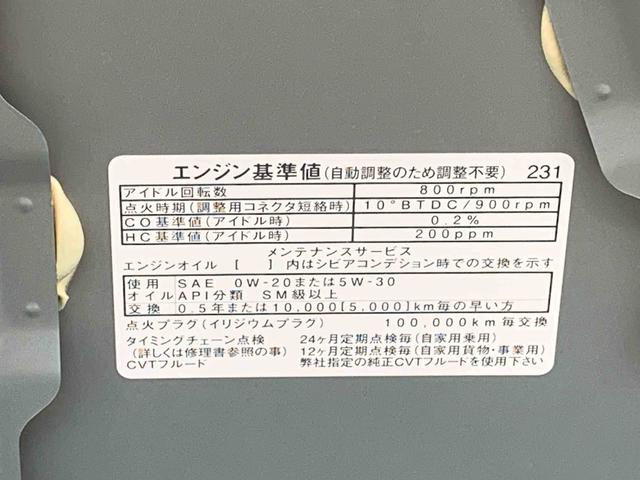 エンジン基準値(自動調整のため調整不要) 231
アイドル回転数 800rpm
点火時期(調整用コネクタ短絡時) 10°BTDC/900rpm
CO基準値(アイドル時) 0.2%
HC基準値(アイドル時) 200ppm
メンテナンスサービス
エンジンオイル [ ]内はシビアコンデション時での交換を示す
使用 SAE 0W-20または5W-30
オイル API分類 SM級以上
交換 0.5年または10,000[5,000]km毎の早い方
点火プラグ(イリジウムプラグ) 100,000km毎交換
タイミングチェーン点検 24ヶ月定期点検毎(自家用乗用)
(詳しくは修理書参照の事) 12ヶ月定期点検毎(自家用貨物・事業用)
CVTフルード 弊社指定の純正CVTフルードを使用下さい